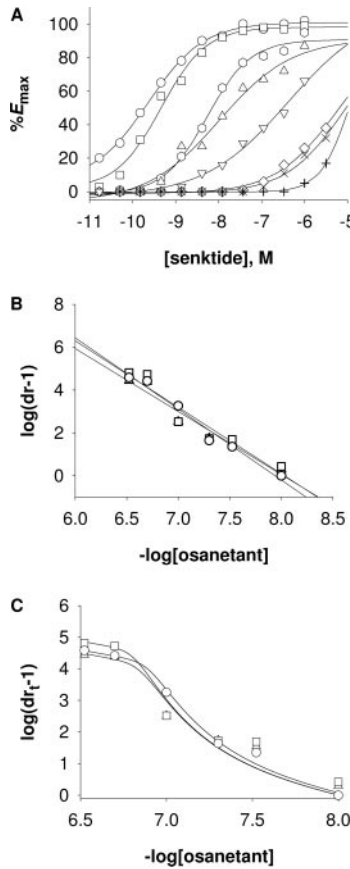 A
%Emax
100
80
60
40
20
0
-11 -10 -9 -8 -7 -6 -5
[senktide], M
B
log(dr-1)
6
4
2
0
6.0 6.5 7.0 7.5 8.0 8.5
-log[osanetant]
C
log(drt-1)
6
5
4
3
2
1
0
6.5 7.0 7.5 8.0
-log[osanetant]